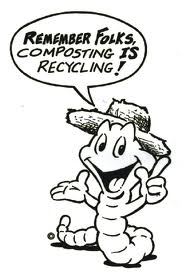 REMEMBER FOLKS,
COMPOSTING IS
RECYCLING!
©